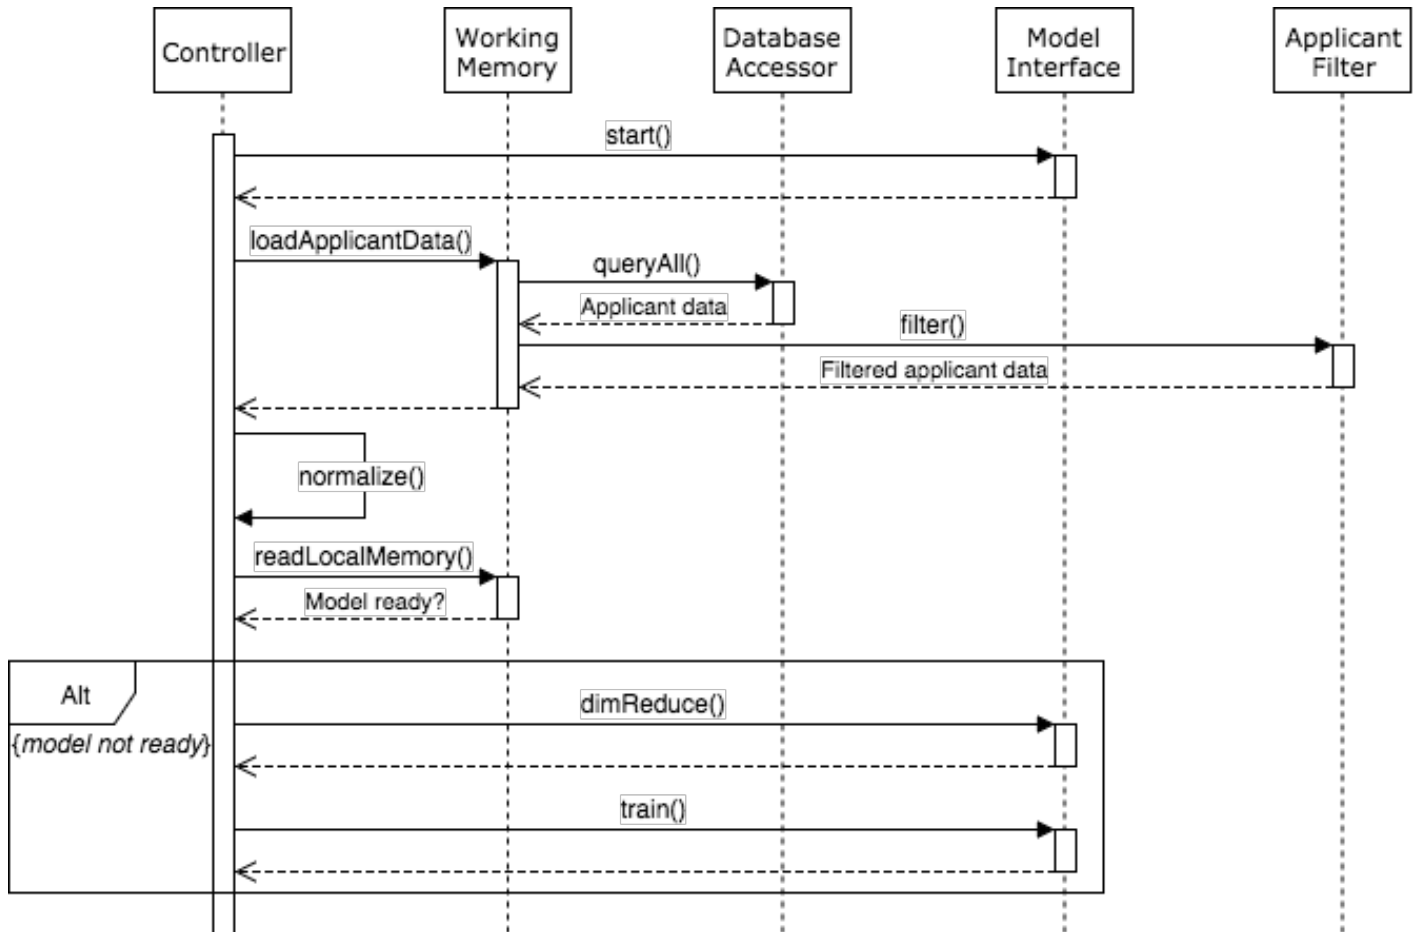 Controller
Working
Memory
Database
Accessor
Model
Interface
Applicant
Filter
start()
loadApplicantData()
queryAll()
Applicant data
filter()
Filtered applicant data
normalize()
readLocalMemory()
Model ready?
Alt
dimReduce()
{model not ready}
train()